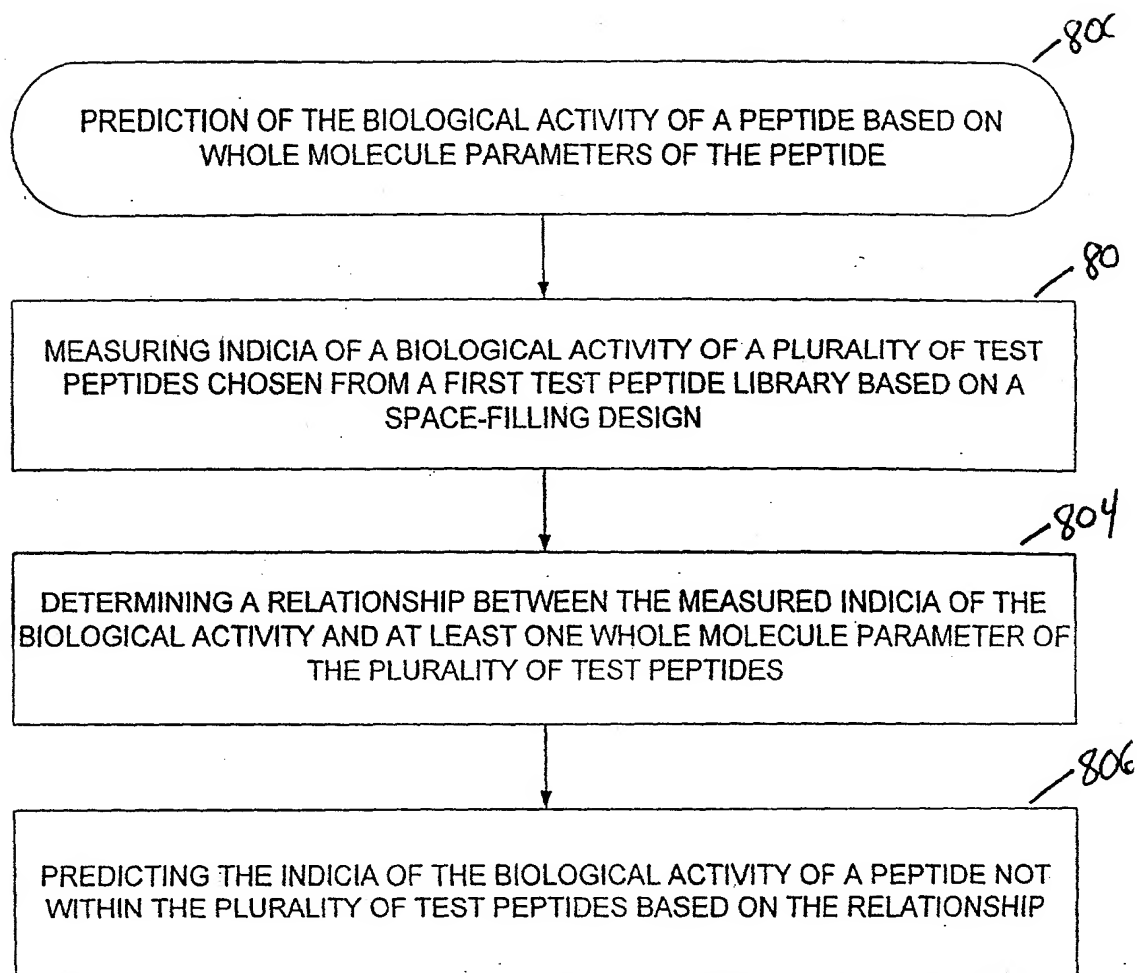 800
PREDICTION OF THE BIOLOGICAL ACTIVITY OF A PEPTIDE BASED ON
WHOLE MOLECULE PARAMETERS OF THE PEPTIDE
80
MEASURING INDICIA OF A BIOLOGICAL ACTIVITY OF A PLURALITY OF TEST
PEPTIDES CHOSEN FROM A FIRST TEST PEPTIDE LIBRARY BASED ON A
SPACE-FILLING DESIGN
804
DETERMINING A RELATIONSHIP BETWEEN THE MEASURED INDICIA OF THE
BIOLOGICAL ACTIVITY AND AT LEAST ONE WHOLE MOLECULE PARAMETER OF
THE PLURALITY OF TEST PEPTIDES
806
PREDICTING THE INDICIA OF THE BIOLOGICAL ACTIVITY OF A PEPTIDE NOT
WITHIN THE PLURALITY OF TEST PEPTIDES BASED ON THE RELATIONSHIP